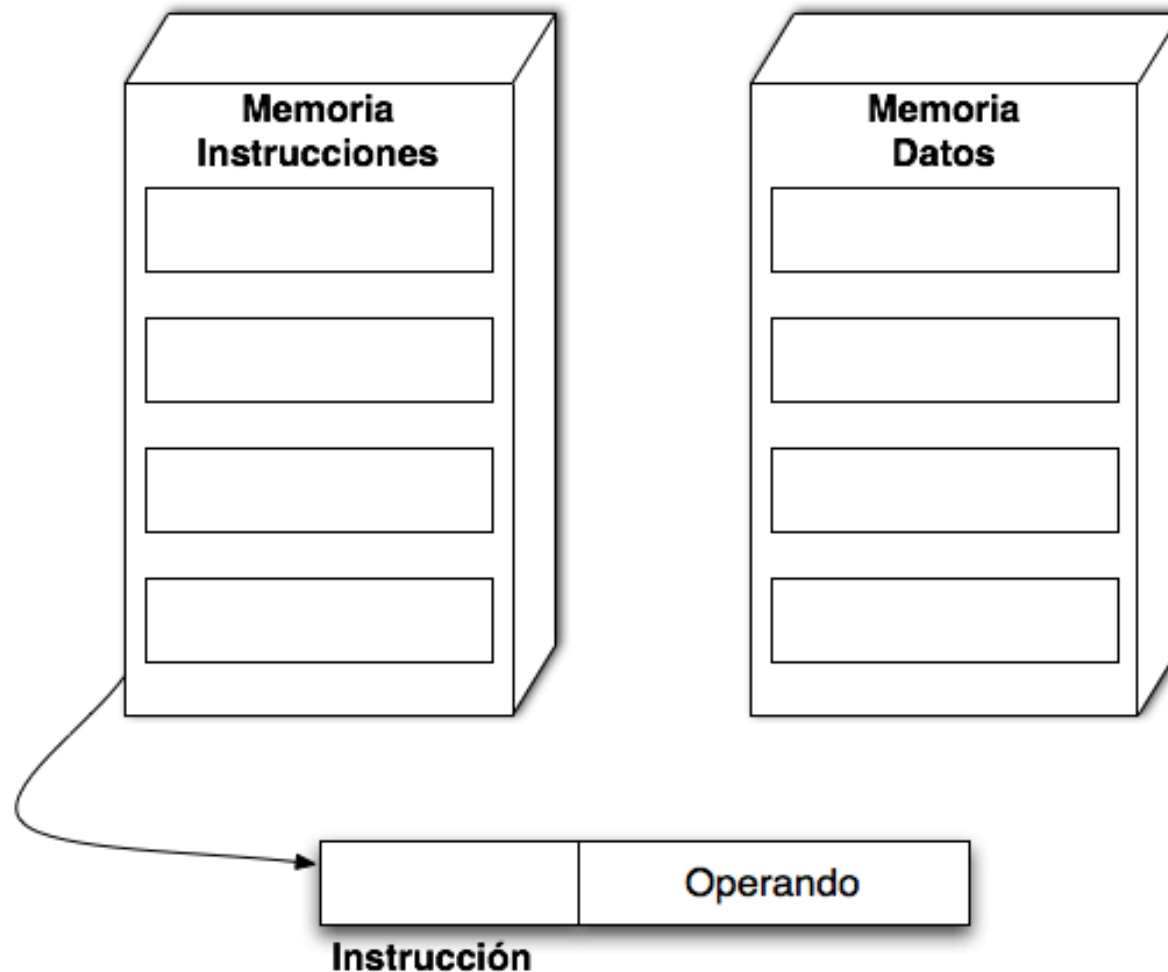 Memoria
Instrucciones
Memoria
Datos
Operando
Instrucción